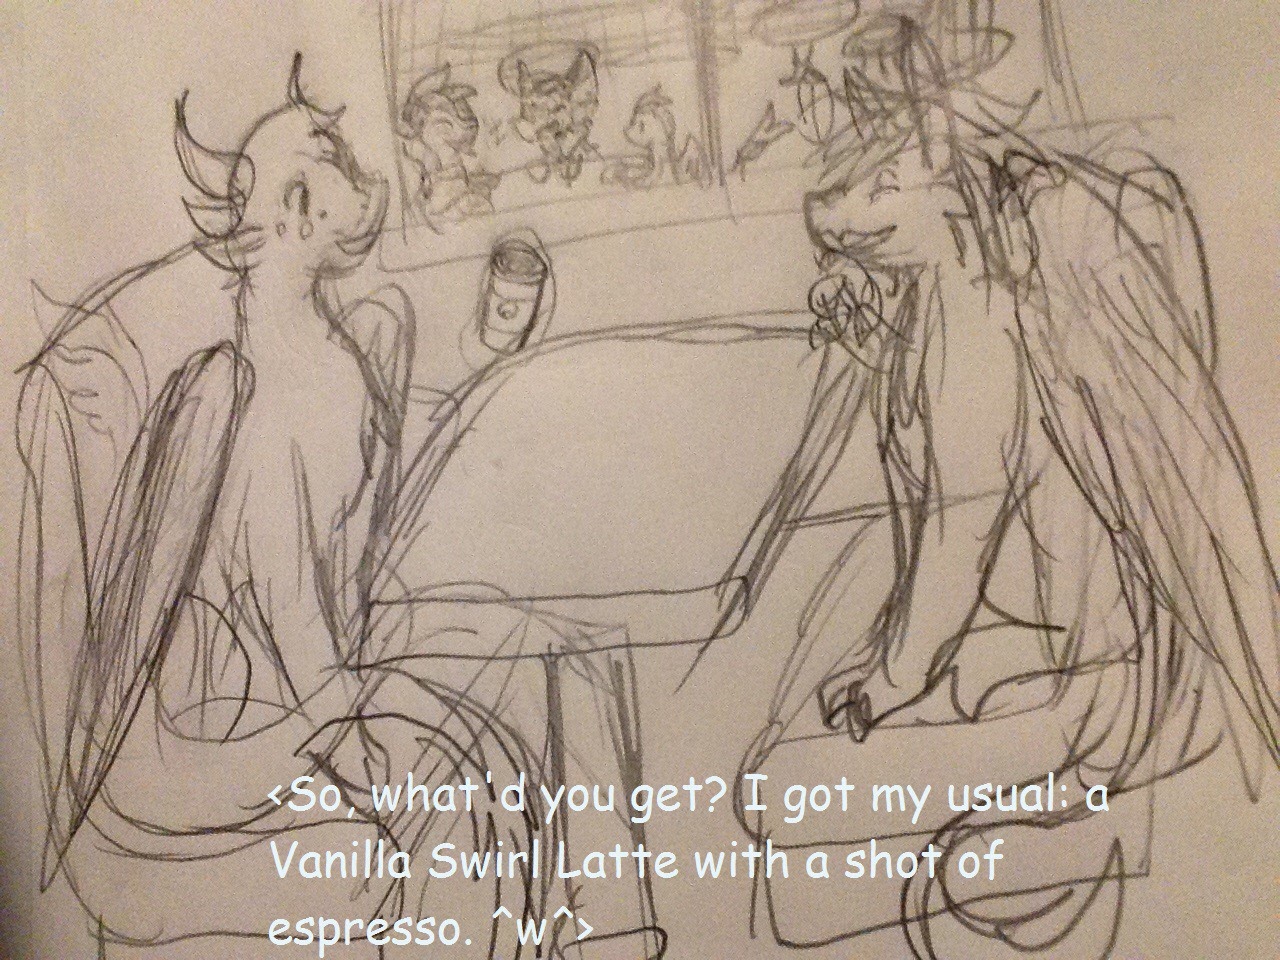 <So, what'd you get? I got my usual: a
Vanilla Swirl Latte with a shot of
espresso. ^w^>